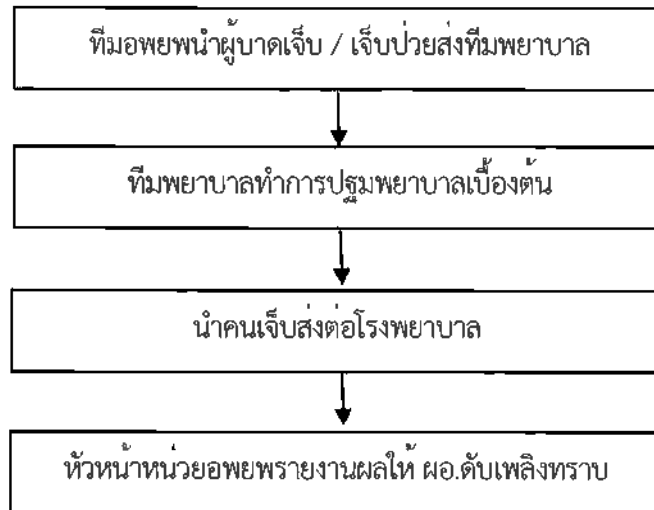 ทีมอพยพนำผู้บาดเจ็บ / เจ็บป่วยส่งทีมพยาบาล
ทีมพยาบาลทำการปฐมพยาบาลเบื้องต้น
นำคนเจ็บส่งต่อโรงพยาบาล
หัวหน้าหน่วยอพยพรายงานผลให้ ผอ.ดับเพลิงทราบ